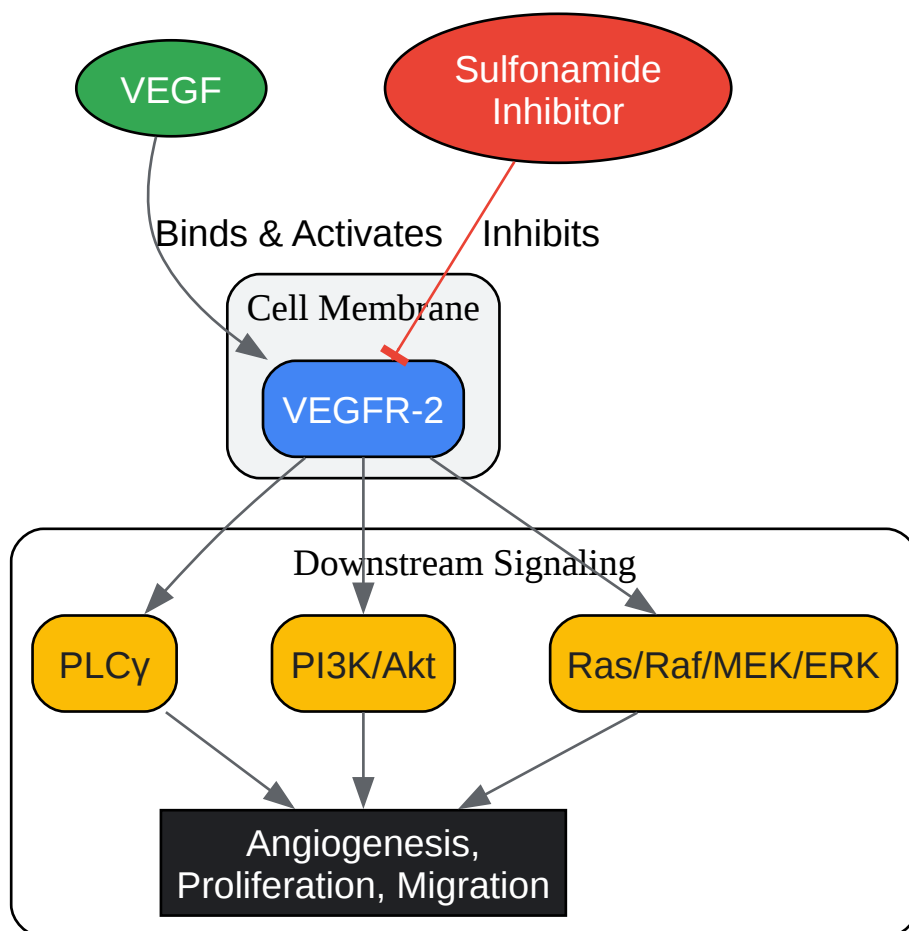 VEGF
Sulfonamide
Inhibitor
Binds & Activates
Inhibits
Cell Membrane
VEGFR-2
Downstream Signaling
PLCγ
PI3K/Akt
Ras/Raf/MEK/ERK
Angiogenesis,
Proliferation, Migration